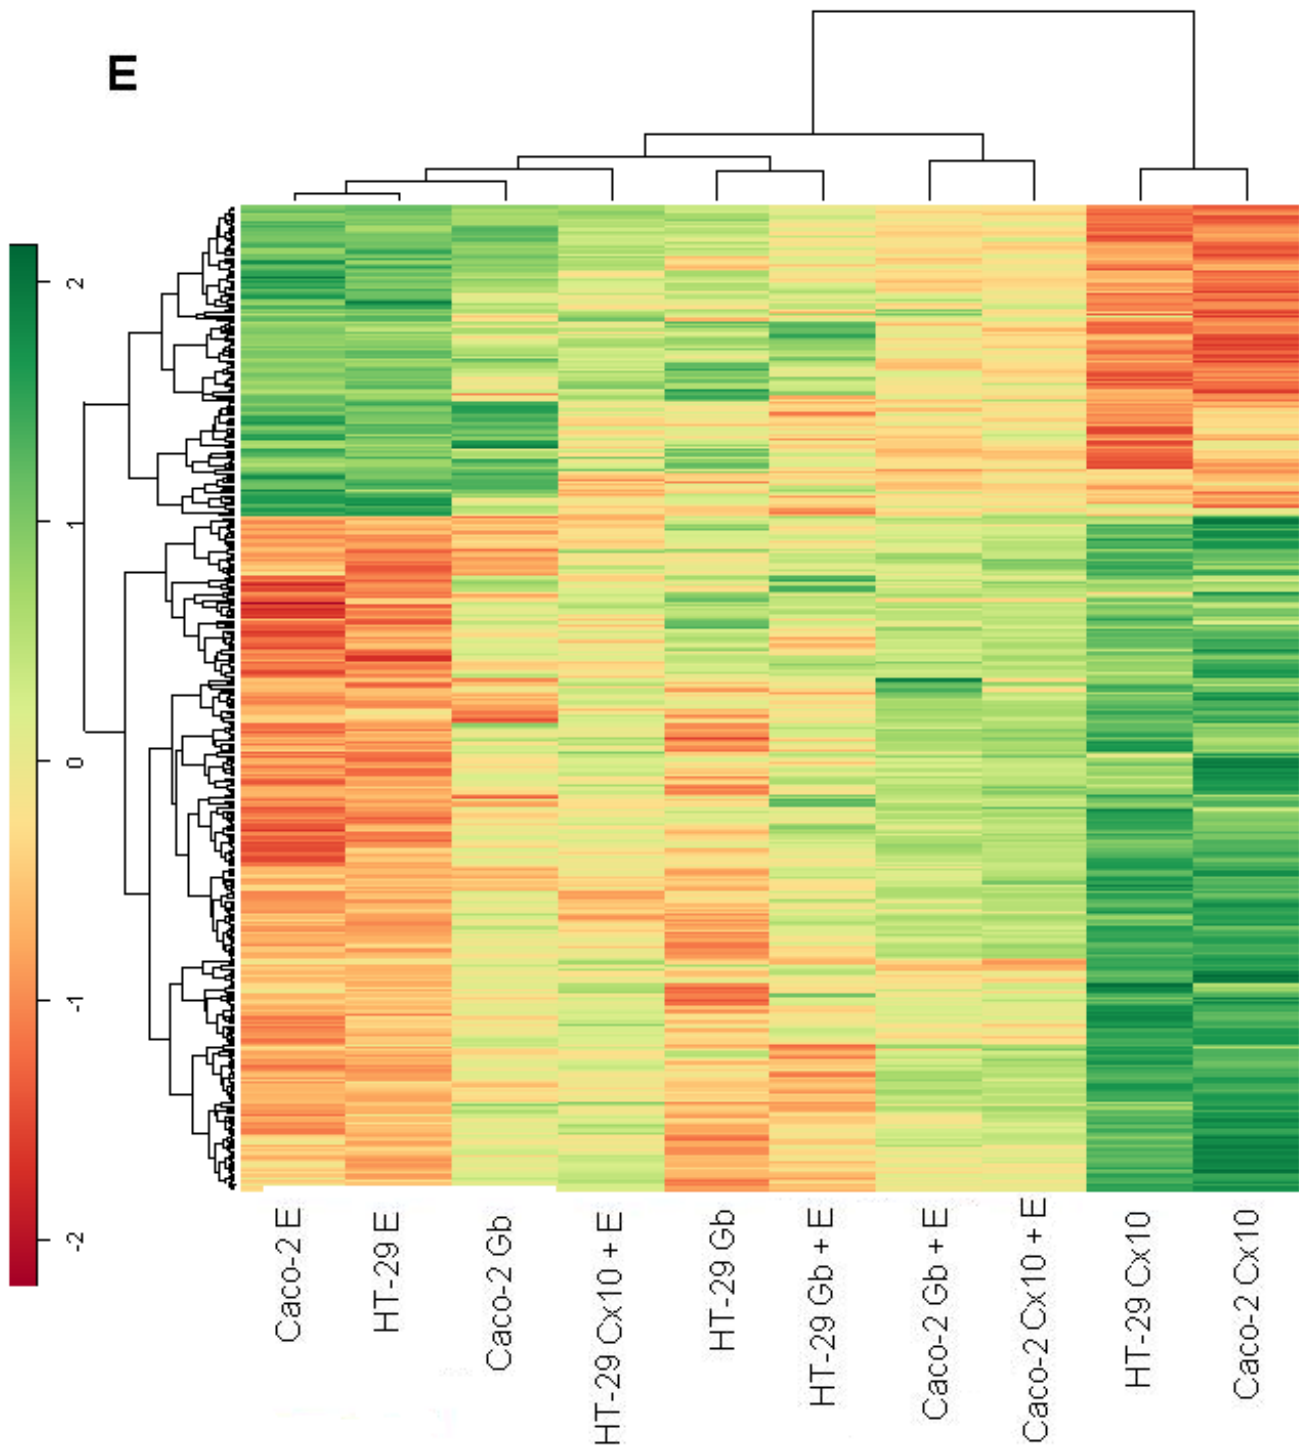 E
2
1
0
-1
-2
Caco-2 E
HT-29 E
Caco-2 Gb
HT-29 Cx10 + E
HT-29 Gb
HT-29 Gb + E
Caco-2 Gb + E
Caco-2 Cx10 + E
HT-29 Cx10
Caco-2 Cx10